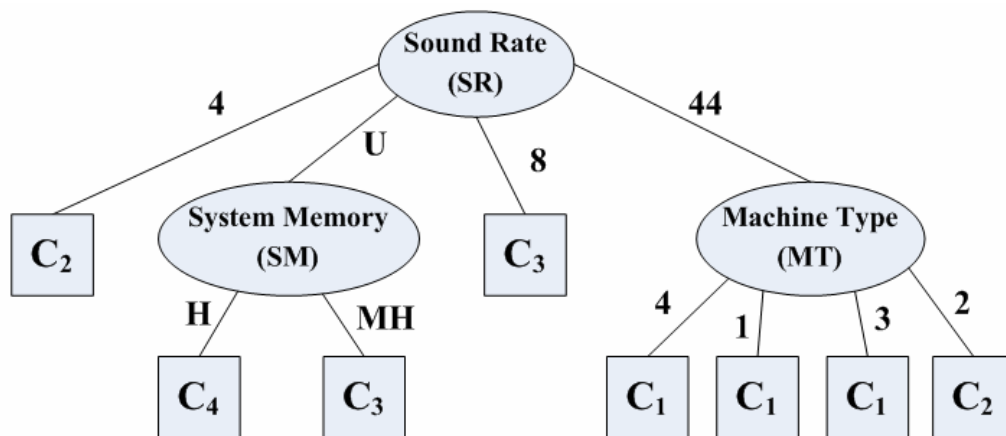 Sound Rate
(SR)
4
U
8
44
C₂
System Memory
(SM)
C₃
Machine Type
(MT)
H
MH
4
1
3
2
C₄
C₃
C₁
C₁
C₁
C₂